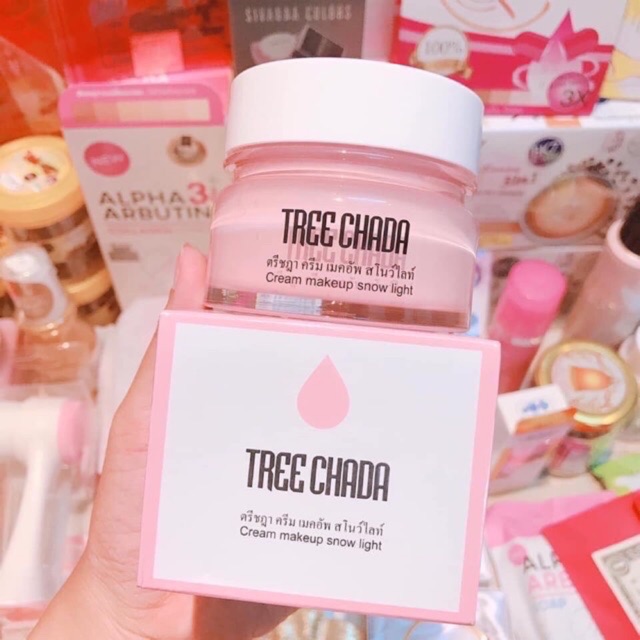 SIVANNA COLORS
100%
3X
NEW
ALPHA 3
ARBUTIN
TREE CHADA
ตรีชฎา ครีม เมคอัพ สโนว์ไลท์
Cream makeup snow light
TREE CHADA
ตรีชฎา ครีม เมคอัพ สโนว์ไลท์
Cream makeup snow light